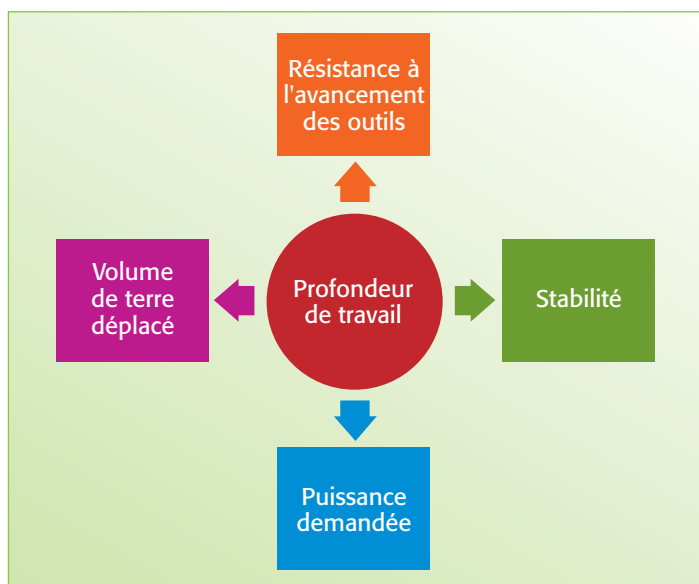 Résistance à
l'avancement
des outils
Volume
de terre
déplacé
Profondeur
de travail
Stabilité
Puissance
demandée